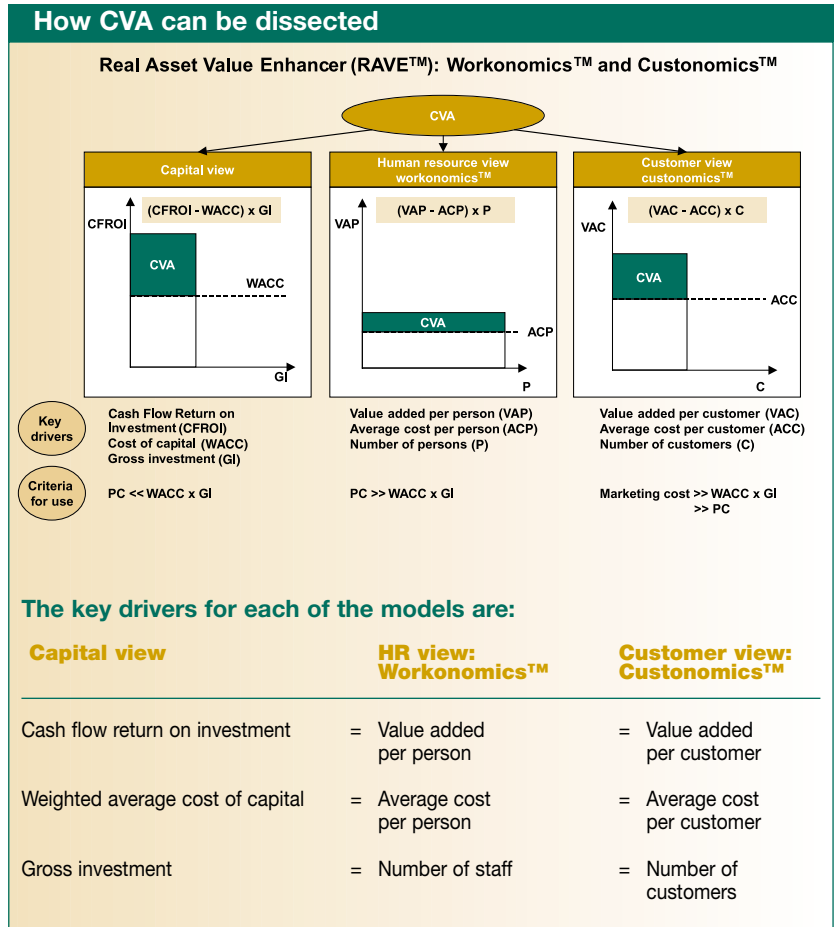 How CVA can be dissected
Real Asset Value Enhancer (RAVE™): Workonomics™ and Custonomics™
CVA
Capital view
(CFROI - WACC) x GI
CFROI
CVA
WACC
GI
Human resource view
workonomics™
(VAP - ACP) x P
VAP
CVA
ACP
P
Customer view
custonomics™
(VAC - ACC) x C
VAC
CVA
ACC
C
Key
drivers
Cash Flow Return on
Investment (CFROI)
Cost of capital (WACC)
Gross investment (GI)
Value added per person (VAP)
Average cost per person (ACP)
Number of persons (P)
Value added per customer (VAC)
Average cost per customer (ACC)
Number of customers (C)
Criteria
for use
PC << WACC x GI
PC >> WACC x GI
Marketing cost >> WACC x GI
>> PC
The key drivers for each of the models are:
Capital view
HR view:
Workonomics™
Customer view:
Custonomics™
Cash flow return on investment
= Value added
per person
= Value added
per customer
Weighted average cost of capital
= Average cost
per person
= Average cost
per customer
Gross investment
= Number of staff
= Number of
customers